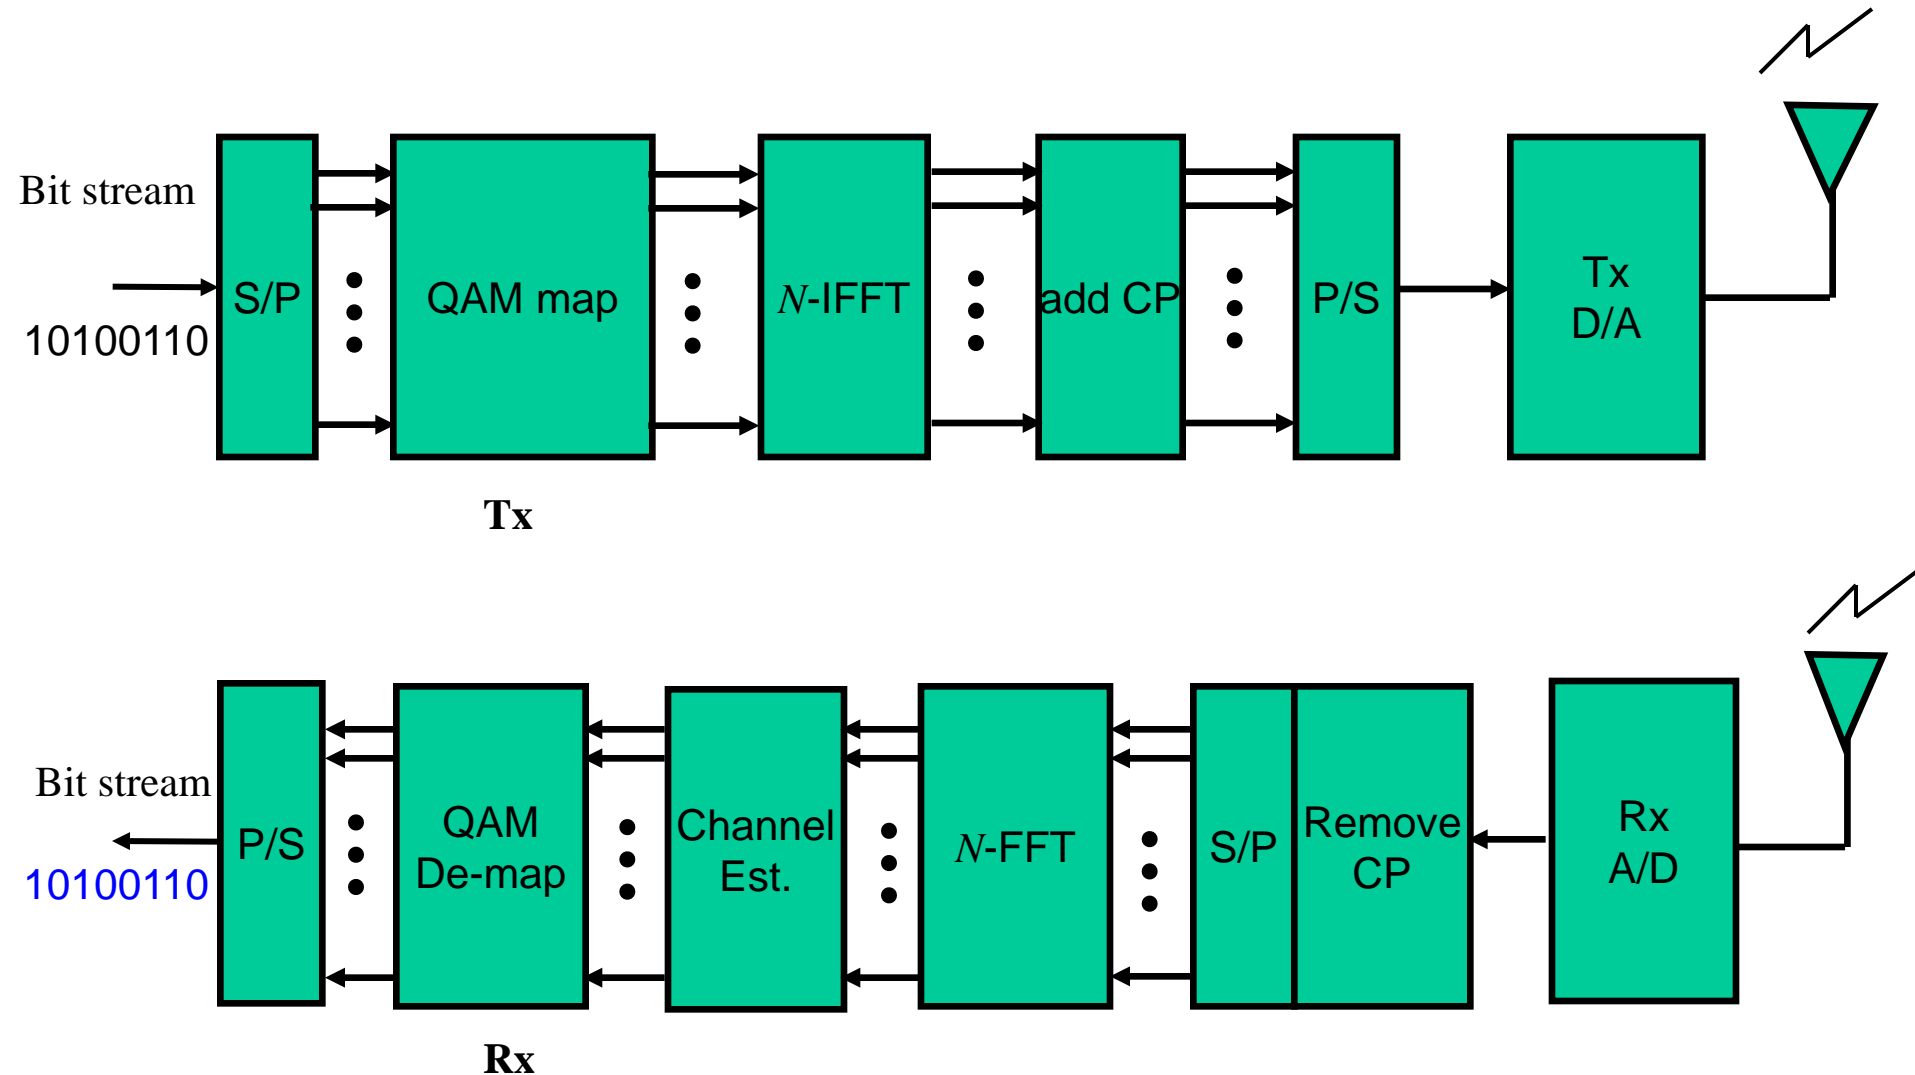 Bit stream
10100110
S/P
QAM map
N-IFFT
add CP
P/S
Tx
D/A
Tx
Bit stream
10100110
P/S
QAM
De-map
Channel
Est.
N-FFT
S/P
Remove
CP
Rx
A/D
Rx